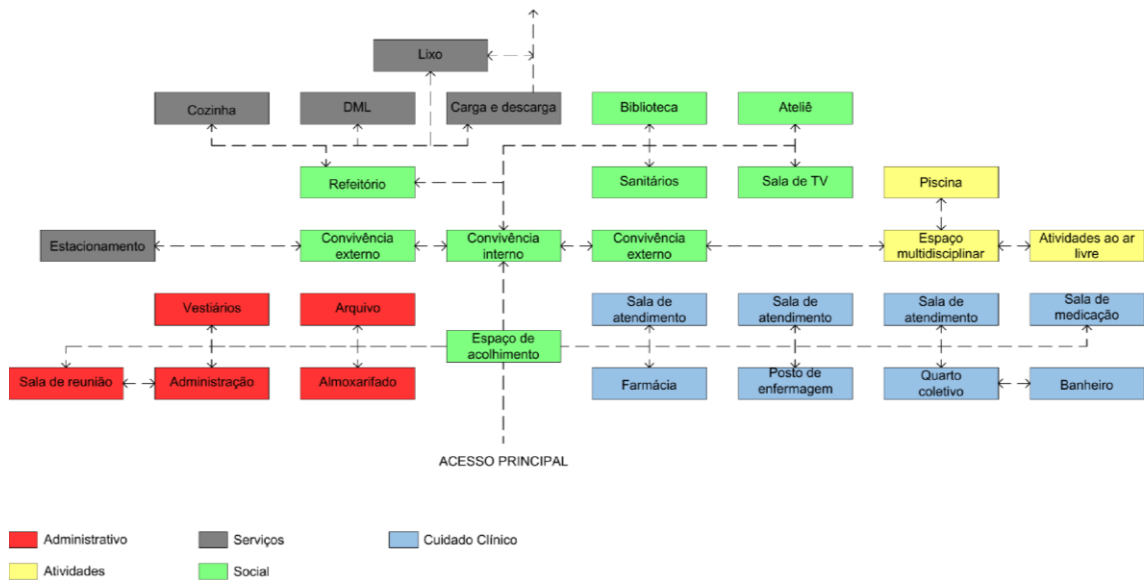 Lixo
Cozinha
DML
Carga e descarga
Biblioteca
Ateliê
Refeitório
Sanitários
Sala de TV
Piscina
Estacionamento
Convivência
externo
Convivência
interno
Convivência
externo
Espaço
multidisciplinar
Atividades ao ar
livre
Vestiários
Arquivo
Sala de
atendimento
Sala de
atendimento
Sala de
atendimento
Sala de
medicação
Espaço de
acolhimento
Sala de reunião
Administração
Almoxarifado
Farmácia
Posto de
enfermagem
Quarto
coletivo
Banheiro
ACESSO PRINCIPAL
Administrativo
Serviços
Cuidado Clínico
Atividades
Social